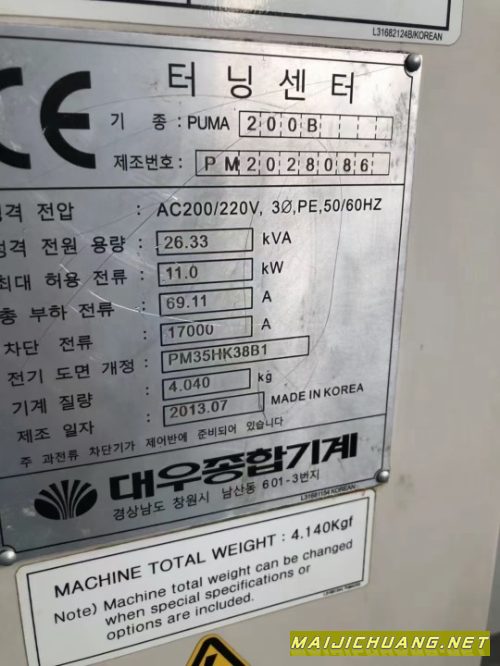 L31682124B/KOREAN
CE
터닝센터
기 종 : PUMA 200B
제조번호 : PM2028086
격 전압 : AC200/220V, 3Ø,PE,50/60HZ
격 전원 용량 : 26.33 kVA
최대 허용 전류 : 11.0 kW
총 부하 전류 : 69.11 A
차단 전류 : 17000 A
전기 도면 개정 : PM35HK38B1
기계 질량 : 4.040 kg
제조 일자 : 2013.07 MADE IN KOREA
주 과전류 차단기가 제어반에 준비되어 있습니다
대우종합기계
경상남도 창원시 남산동 601-3번지
MACHINE TOTAL WEIGHT : 4.140Kgf
Note) Machine total weight can be changed
when special specifications or
options are included.
MAIJICHUANG.NET